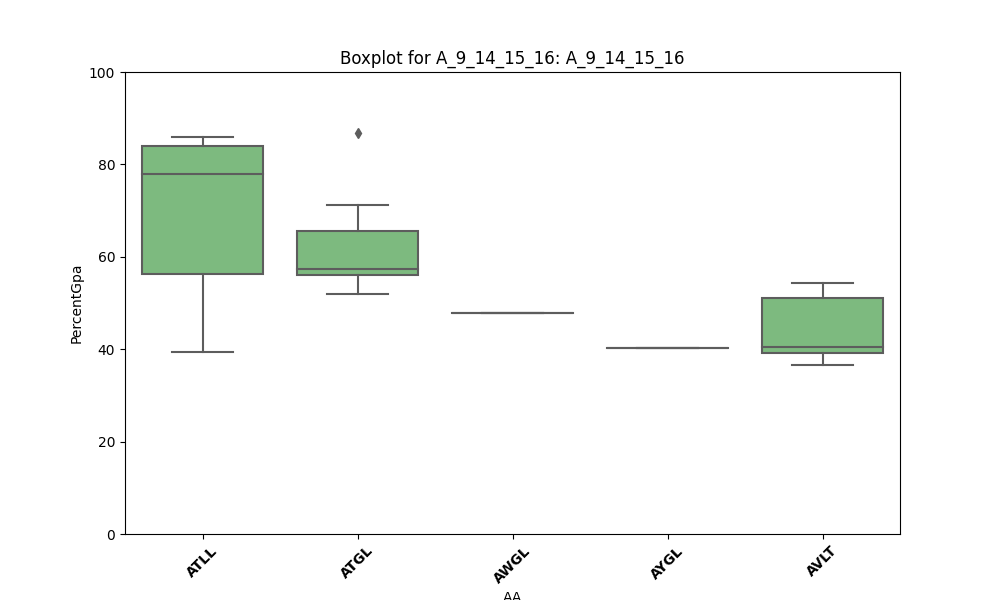 Boxplot for A_9_14_15_16: A_9_14_15_16
100
80
60
40
20
0
PercentGpa
ATLL
ATGL
AWGL
AYGL
AVLT
AA